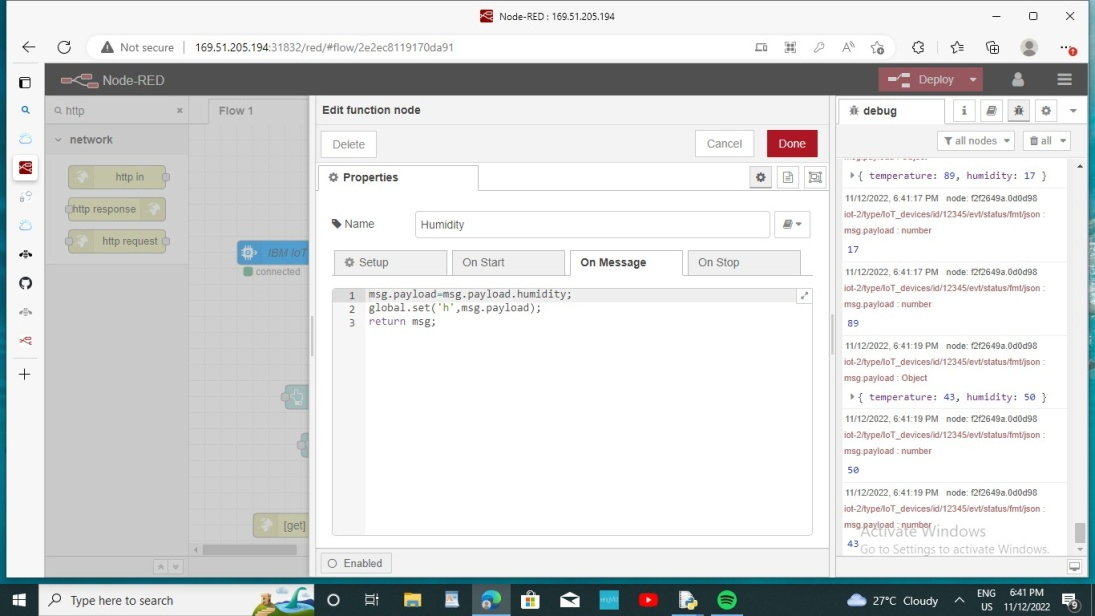 Node-RED : 169.51.205.194
Not secure
169.51.205.194:31832/red/#flow/2e2ec8119170da91
Node-RED
Deploy
http
network
http in
http response
http request
Flow 1
IBM IoT
connected
[get]
Edit function node
Delete
Cancel
Done
Properties
Name
Humidity
Setup
On Start
On Message
On Stop
1 msg.payload=msg.payload.humidity;
2 global.set('h',msg.payload);
3 return msg;
Enabled
debug
i
all nodes
all
{ temperature: 89, humidity: 17 }
11/12/2022, 6:41:17 PM node: f2f2649a.0d0d98
iot-2/type/IoT_devices/id/12345/evt/status/fmt/json :
msg.payload : number
17
11/12/2022, 6:41:17 PM node: f2f2649a.0d0d98
iot-2/type/IoT_devices/id/12345/evt/status/fmt/json :
msg.payload : number
89
11/12/2022, 6:41:19 PM node: f2f2649a.0d0d98
iot-2/type/IoT_devices/id/12345/evt/status/fmt/json :
msg.payload : Object
{ temperature: 43, humidity: 50 }
11/12/2022, 6:41:19 PM node: f2f2649a.0d0d98
iot-2/type/IoT_devices/id/12345/evt/status/fmt/json :
msg.payload : number
50
11/12/2022, 6:41:19 PM node: f2f2649a.0d0d98
iot-2/type/IoT_devices/id/12345/evt/status/fmt/json :
msg.payload : number
43
Activate Windows
Go to Settings to activate Windows.
Type here to search
27°C Cloudy
ENG
US
6:41 PM
11/12/2022
9